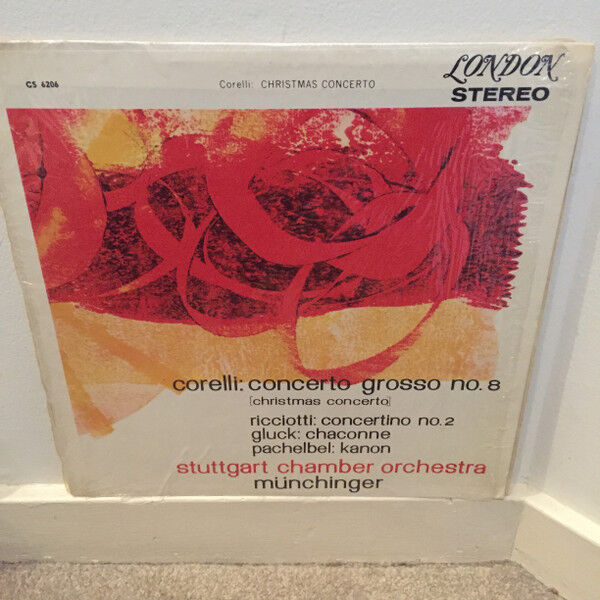 CS 6206
Corelli: CHRISTMAS CONCERTO
LONDON
STEREO
corelli: concerto grosso no. 8
[christmas concerto]
ricciotti: concertino no. 2
gluck: chaconne
pachelbel: kanon
stuttgart chamber orchestra
münchinger